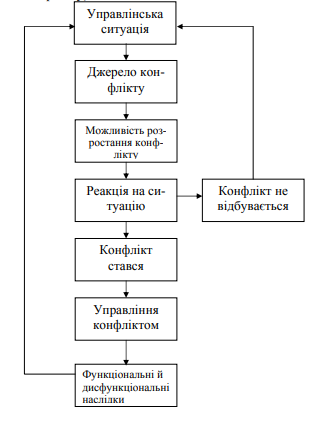 Управлінська
ситуація
Джерело кон-
флікту
Можливість роз-
ростання конф-
лікту
Реакція на си-
туацію
Конфлікт не
відбувається
Конфлікт
стався
Управління
конфліктом
Функціональні й
дисфункціональні
наслідки